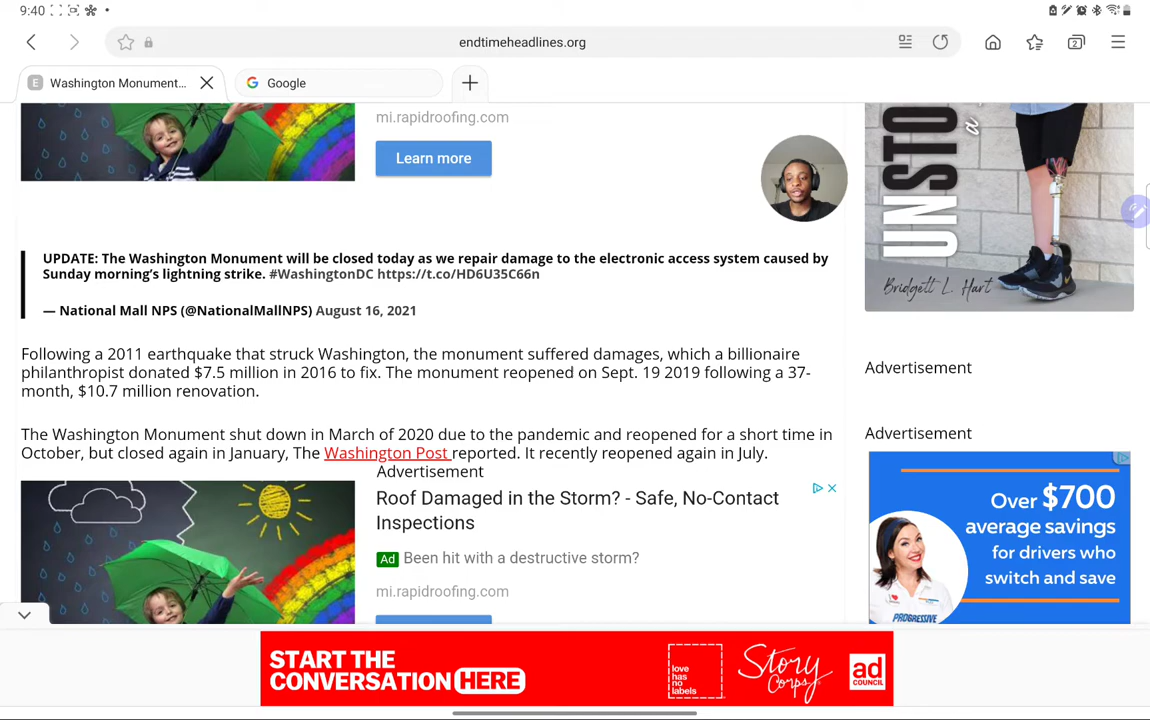 9:40
endtimeheadlines.org
2
E Washington Monument...
Google
mi.rapidroofing.com
Learn more
UNSTO
Bridgett L. Hart
UPDATE: The Washington Monument will be closed today as we repair damage to the electronic access system caused by
Sunday morning's lightning strike. #WashingtonDC https://t.co/HD6U35C66n
— National Mall NPS (@NationalMallNPS) August 16, 2021
Following a 2011 earthquake that struck Washington, the monument suffered damages, which a billionaire
philanthropist donated $7.5 million in 2016 to fix. The monument reopened on Sept. 19 2019 following a 37-
month, $10.7 million renovation.
The Washington Monument shut down in March of 2020 due to the pandemic and reopened for a short time in
October, but closed again in January, The Washington Post reported. It recently reopened again in July.
Advertisement
Roof Damaged in the Storm? - Safe, No-Contact
Inspections
Ad Been hit with a destructive storm?
mi.rapidroofing.com
Advertisement
Advertisement
Over $700
average savings
for drivers who
switch and save
PROGRESSIVE
START THE
CONVERSATION HERE
love
has
no
labels
Story
Corps
ad
COUNCIL